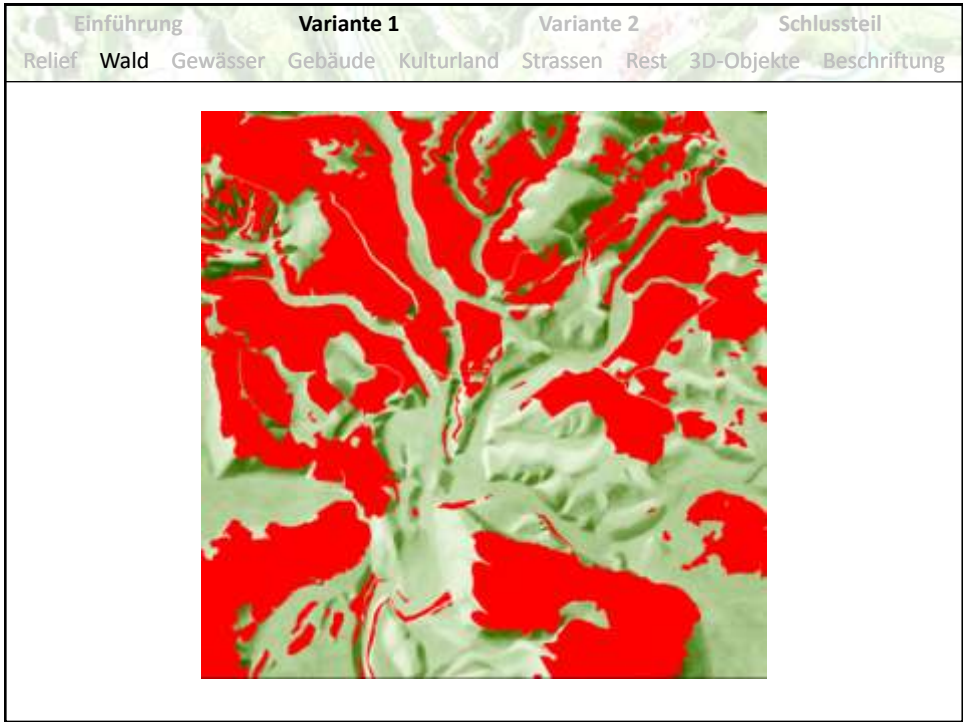 Einführung Variante 1 Variante 2 Schlussteil
Relief Wald Gewässer Gebäude Kulturland Strassen Rest 3D-Objekte Beschriftung